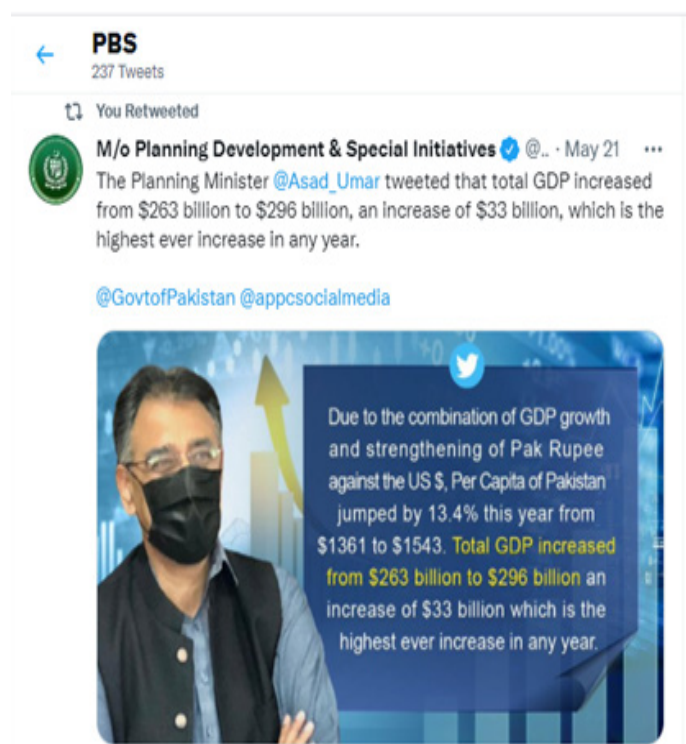 PBS
237 Tweets
You Retweeted
M/o Planning Development & Special Initiatives @.. · May 21 ···
The Planning Minister @Asad_Umar tweeted that total GDP increased
from $263 billion to $296 billion, an increase of $33 billion, which is the
highest ever increase in any year.
@GovtofPakistan @appcsocialmedia
Due to the combination of GDP growth
and strengthening of Pak Rupee
against the US $, Per Capita of Pakistan
jumped by 13.4% this year from
$1361 to $1543. Total GDP increased
from $263 billion to $296 billion an
increase of $33 billion which is the
highest ever increase in any year.